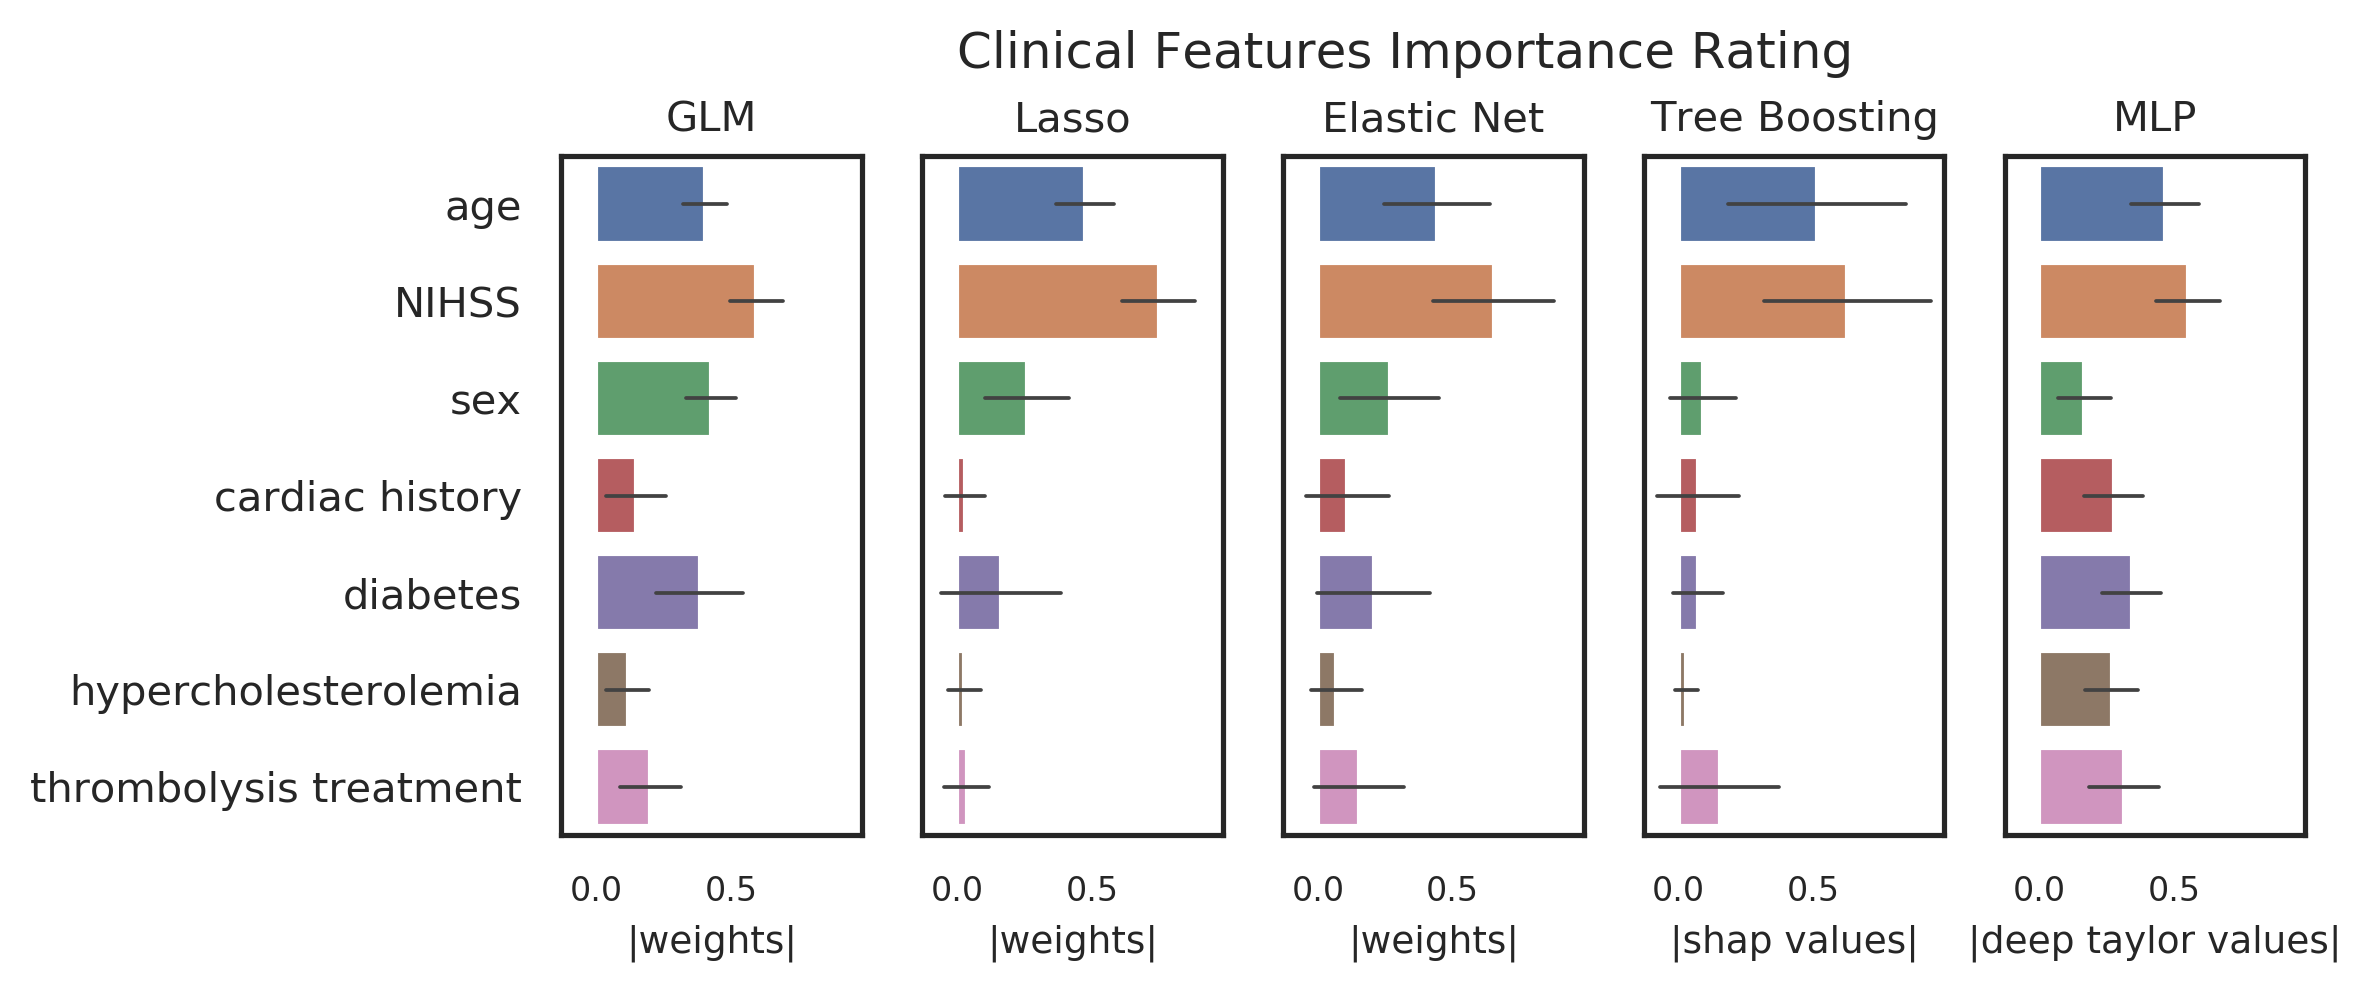 Clinical Features Importance Rating
GLM
Lasso
Elastic Net
Tree Boosting
MLP
age
NIHSS
sex
cardiac history
diabetes
hypercholesterolemia
thrombolysis treatment
0.0 0.5
|weights|
0.0 0.5
|weights|
0.0 0.5
|weights|
0.0 0.5
|shap values|
0.0 0.5
|deep taylor values|